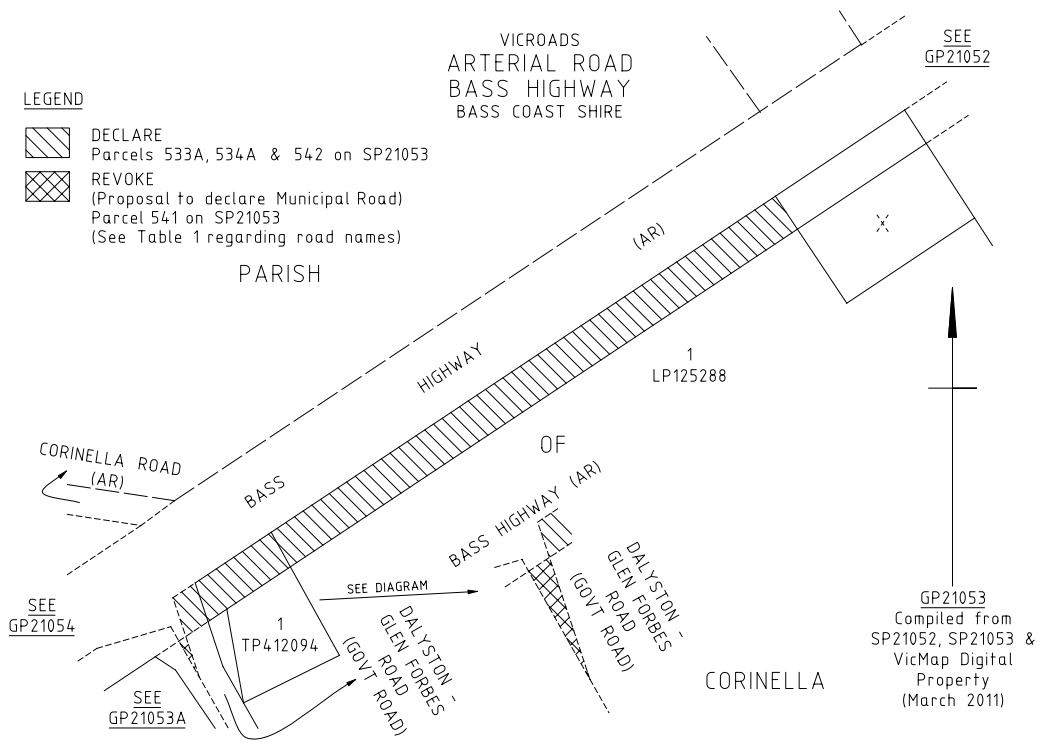 VICROADS
ARTERIAL ROAD
BASS HIGHWAY
BASS COAST SHIRE
SEE
GP21052
LEGEND
DECLARE
Parcels 533A, 534A & 542 on SP21053
REVOKE
(Proposal to declare Municipal Road)
Parcel 541 on SP21053
(See Table 1 regarding road names)
PARISH
(AR)
HIGHWAY
1
LP125288
OF
CORINELLA ROAD
(AR)
BASS
BASS HIGHWAY (AR)
DALYSTON -
GLEN FORBES
ROAD
(GOVT ROAD)
SEE DIAGRAM
SEE
GP21054
1
TP412094
DALYSTON -
GLEN FORBES
ROAD
(GOVT ROAD)
SEE
GP21053A
CORINELLA
GP21053
Compiled from
SP21052, SP21053 &
VicMap Digital
Property
(March 2011)